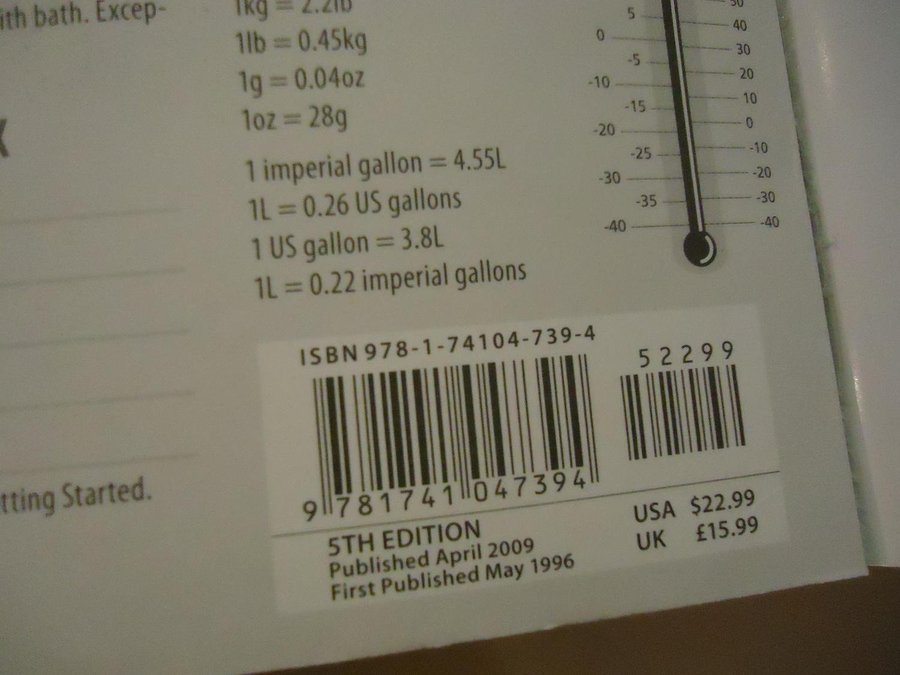 ith bath. Excep-
tting Started.
1kg = 2.2lb
1lb = 0.45kg
1g = 0.04oz
1oz = 28g
1 imperial gallon = 4.55L
1L = 0.26 US gallons
1 US gallon = 3.8L
1L = 0.22 imperial gallons
50
5 40
0 30
-5 20
-10 10
-15 0
-20 -10
-25 -20
-30 -30
-35 -40
-40
ISBN 978-1-74104-739-4
52299
9 781741 047394
5TH EDITION
Published April 2009
First Published May 1996
USA $22.99
UK £15.99